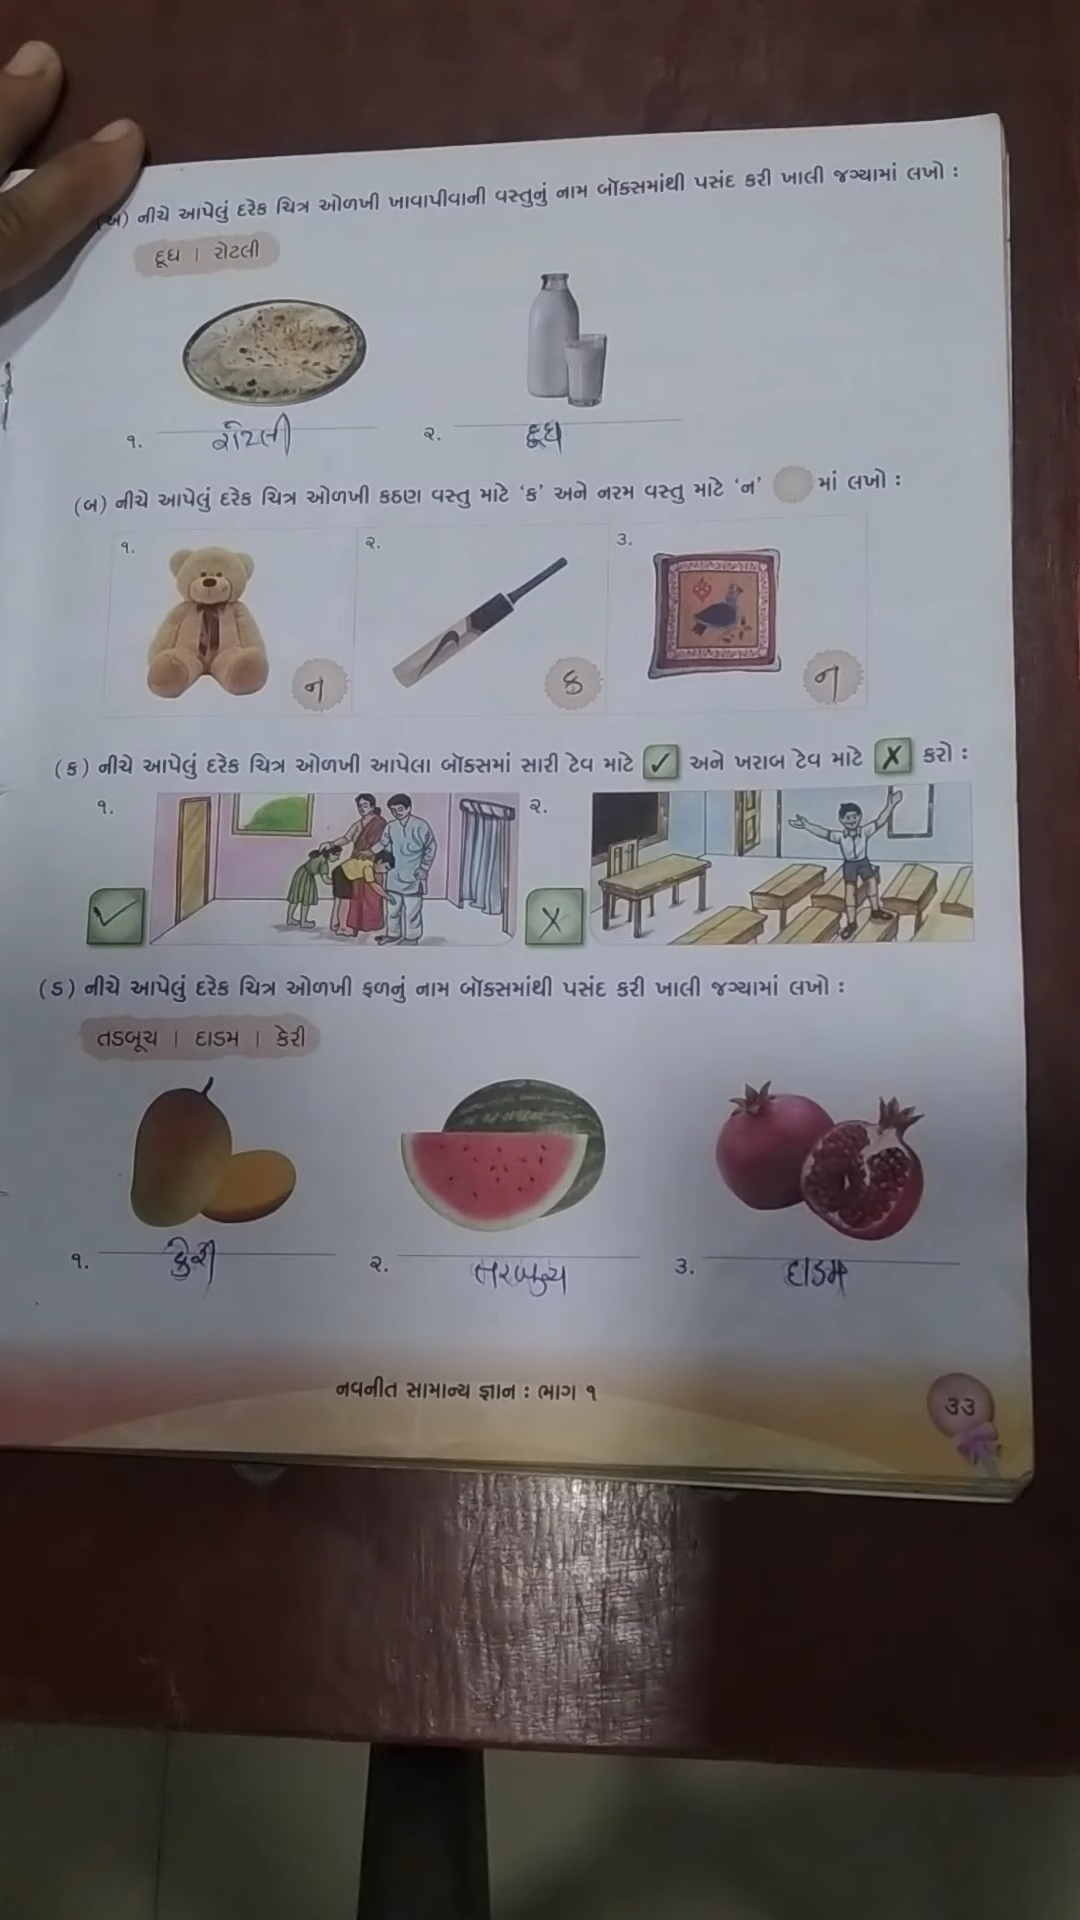 (અ) નીચે આપેલું દરેક ચિત્ર ઓળખી ખાવાપીવાની વસ્તુનું નામ બૉક્સમાંથી પસંદ કરી ખાલી જગ્યામાં લખો :
દૂધ । રોટલી
૧. રોટલી ૨. દૂધ
(બ) નીચે આપેલું દરેક ચિત્ર ઓળખી કઠણ વસ્તુ માટે ‘ક’ અને નરમ વસ્તુ માટે ‘ન’ માં લખો :
૧. ૨. ૩.
ન ક ન
(ક) નીચે આપેલું દરેક ચિત્ર ઓળખી આપેલા બૉક્સમાં સારી ટેવ માટે ✓ અને ખરાબ ટેવ માટે ✗ કરો :
૧. ૨.
✓ ✗
(ડ) નીચે આપેલું દરેક ચિત્ર ઓળખી ફળનું નામ બૉક્સમાંથી પસંદ કરી ખાલી જગ્યામાં લખો :
તડબૂચ । દાડમ । કેરી
૧. કેરી ૨. તરબુચ ૩. દાડમ
નવનીત સામાન્ય જ્ઞાન : ભાગ ૧
૩૩